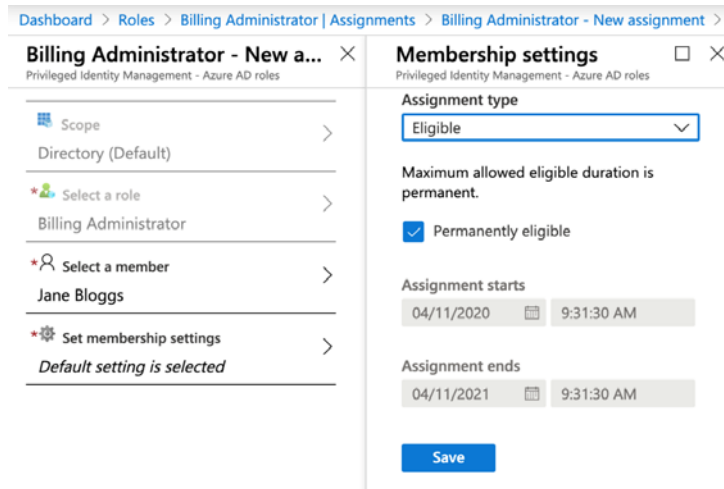 Dashboard > Roles > Billing Administrator | Assignments > Billing Administrator - New assignment >
Billing Administrator - New a...
Privileged Identity Management - Azure AD roles
Scope
Directory (Default)
* Select a role
Billing Administrator
* Select a member
Jane Bloggs
* Set membership settings
Default setting is selected
Membership settings
Privileged Identity Management - Azure AD roles
Assignment type
Eligible
Maximum allowed eligible duration is
permanent.
Permanently eligible
Assignment starts
04/11/2020 9:31:30 AM
Assignment ends
04/11/2021 9:31:30 AM
Save